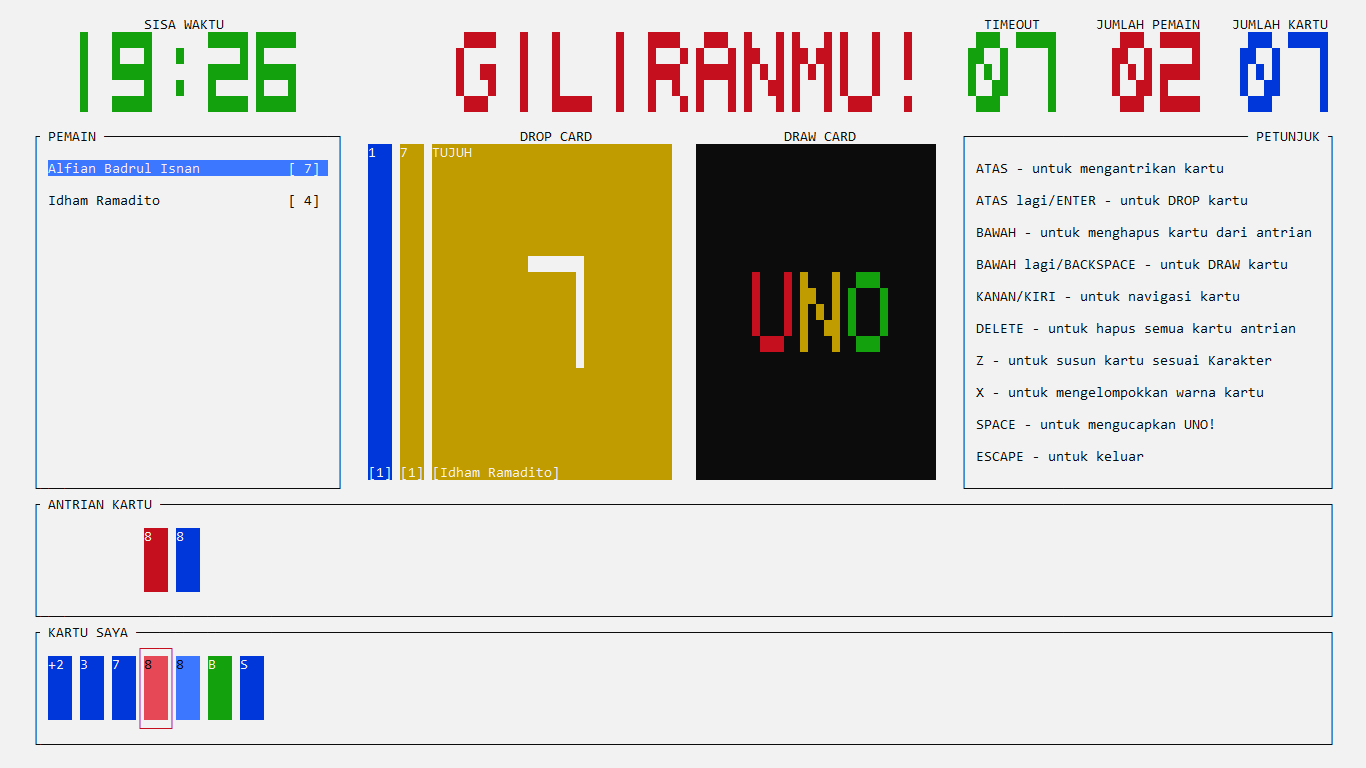 SISA WAKTU
19:26
GILIRANMU!
TIMEOUT
07
JUMLAH PEMAIN
02
JUMLAH KARTU
07
PEMAIN
Alfian Badrul Isnan [ 7]
Idham Ramadito [ 4]
DROP CARD
1 7 TUJUH
7
[1] [1] [Idham Ramadito]
DRAW CARD
UNO
PETUNJUK
ATAS - untuk mengantrikan kartu
ATAS lagi/ENTER - untuk DROP kartu
BAWAH - untuk menghapus kartu dari antrian
BAWAH lagi/BACKSPACE - untuk DRAW kartu
KANAN/KIRI - untuk navigasi kartu
DELETE - untuk hapus semua kartu antrian
Z - untuk susun kartu sesuai Karakter
X - untuk mengelompokkan warna kartu
SPACE - untuk mengucapkan UNO!
ESCAPE - untuk keluar
ANTRIAN KARTU
8 8
KARTU SAYA
+2 3 7 8 8 8 S